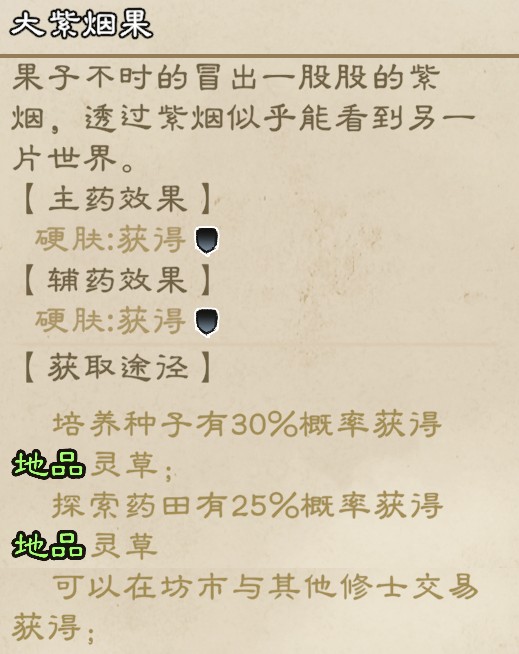 大紫烟果
果子不时的冒出一股股的紫
烟，透过紫烟似乎能看到另一
片世界。
【主药效果】
硬肤:获得
【辅药效果】
硬肤:获得
【获取途径】
培养种子有30%概率获得
地品灵草；
探索药田有25%概率获得
地品灵草
可以在坊市与其他修士交易
获得；